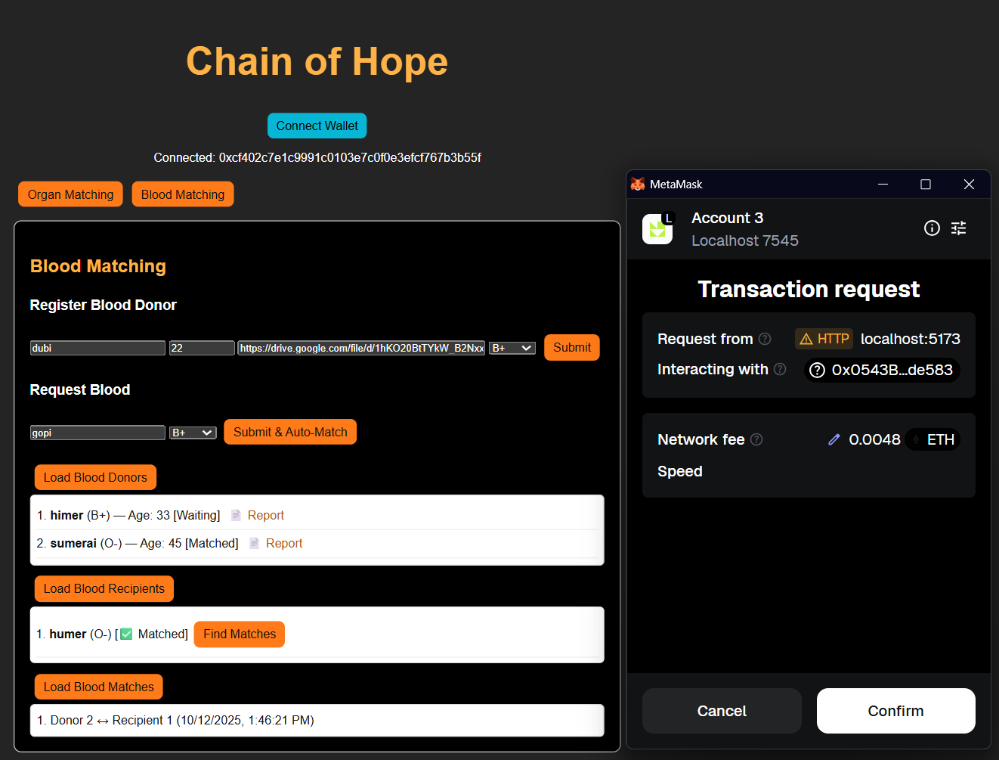 Chain of Hope
Connect Wallet
Connected: 0xcf402c7e1c9991c0103e7c0f0e3efcf767b3b55f
Organ Matching Blood Matching
Blood Matching
Register Blood Donor
dubi 22 https://drive.google.com/file/d/1hKO20BtTYkW_B2Nxx B+ Submit
Request Blood
gopi B+ Submit & Auto-Match
Load Blood Donors
1. himer (B+) — Age: 33 [Waiting] Report
2. sumerai (O-) — Age: 45 [Matched] Report
Load Blood Recipients
1. humer (O-) [✅ Matched] Find Matches
Load Blood Matches
1. Donor 2 ↔ Recipient 1 (10/12/2025, 1:46:21 PM)
MetaMask
L
Account 3
Localhost 7545
Transaction request
Request from ? HTTP localhost:5173
Interacting with ? ? 0x0543B...de583
Network fee ? 0.0048 ETH
Speed
Cancel Confirm